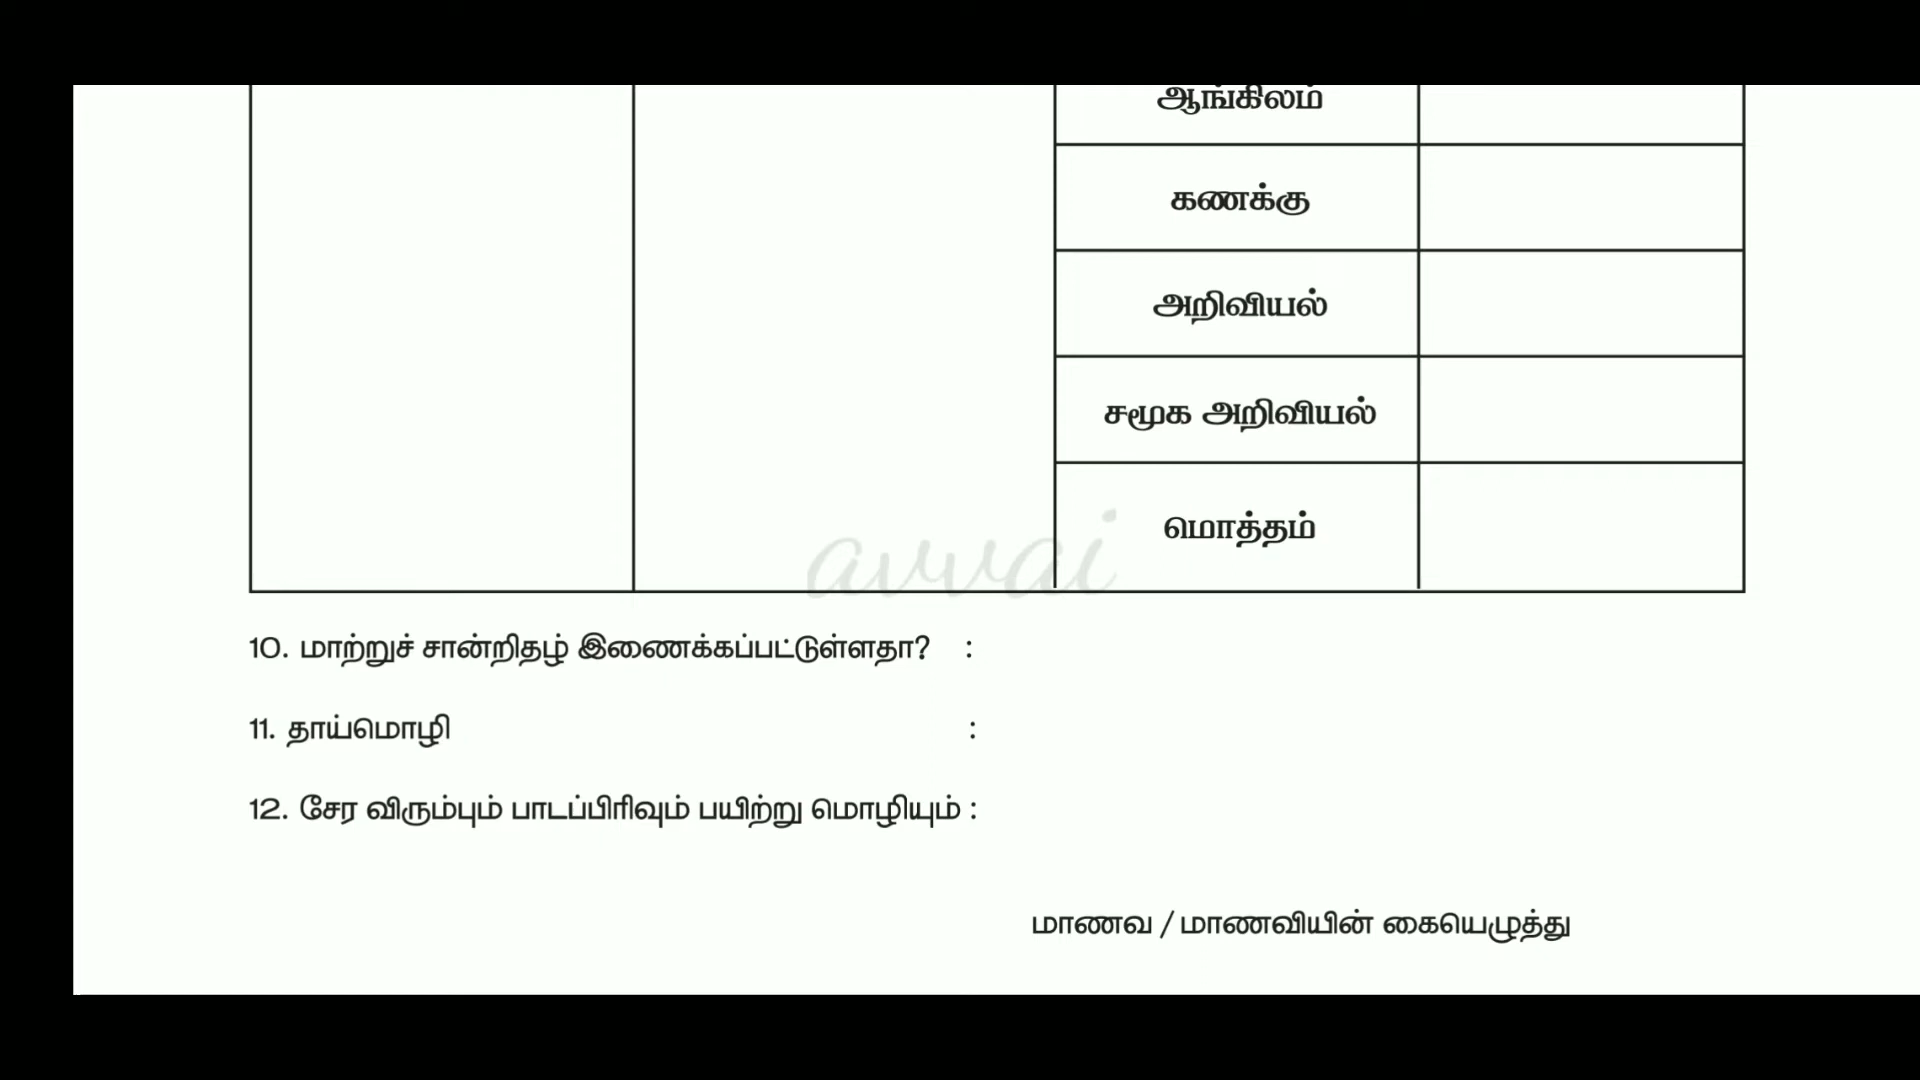 ஆங்கிலம்
கணக்கு
அறிவியல்
சமூக அறிவியல்
மொத்தம்
avvai
10. மாற்றுச் சான்றிதழ் இணைக்கப்பட்டுள்ளதா? :
11. தாய்மொழி :
12. சேர விரும்பும் பாடப்பிரிவும் பயிற்று மொழியும் :
மாணவ / மாணவியின் கையெழுத்து